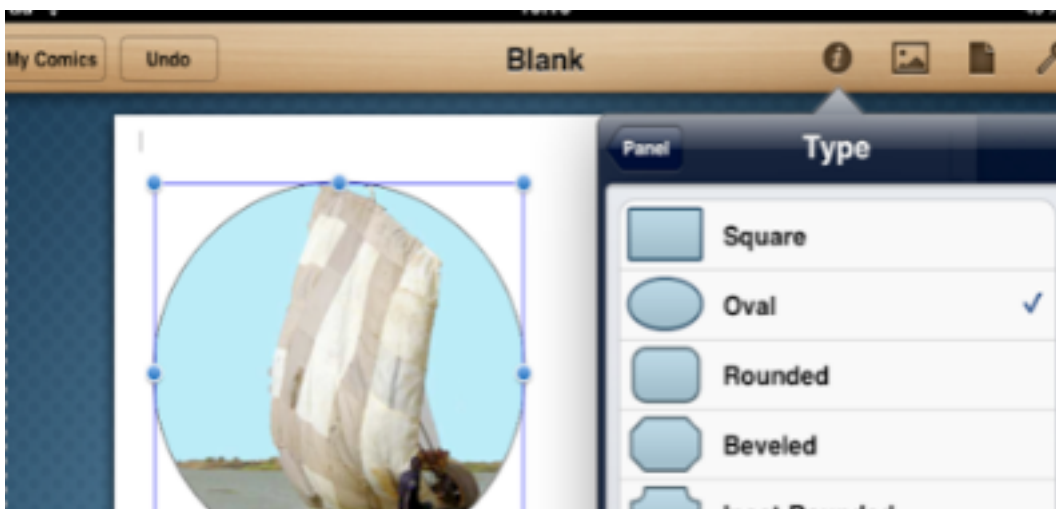 My Comics Undo Blank
Panel Type
Square
Oval
Rounded
Beveled